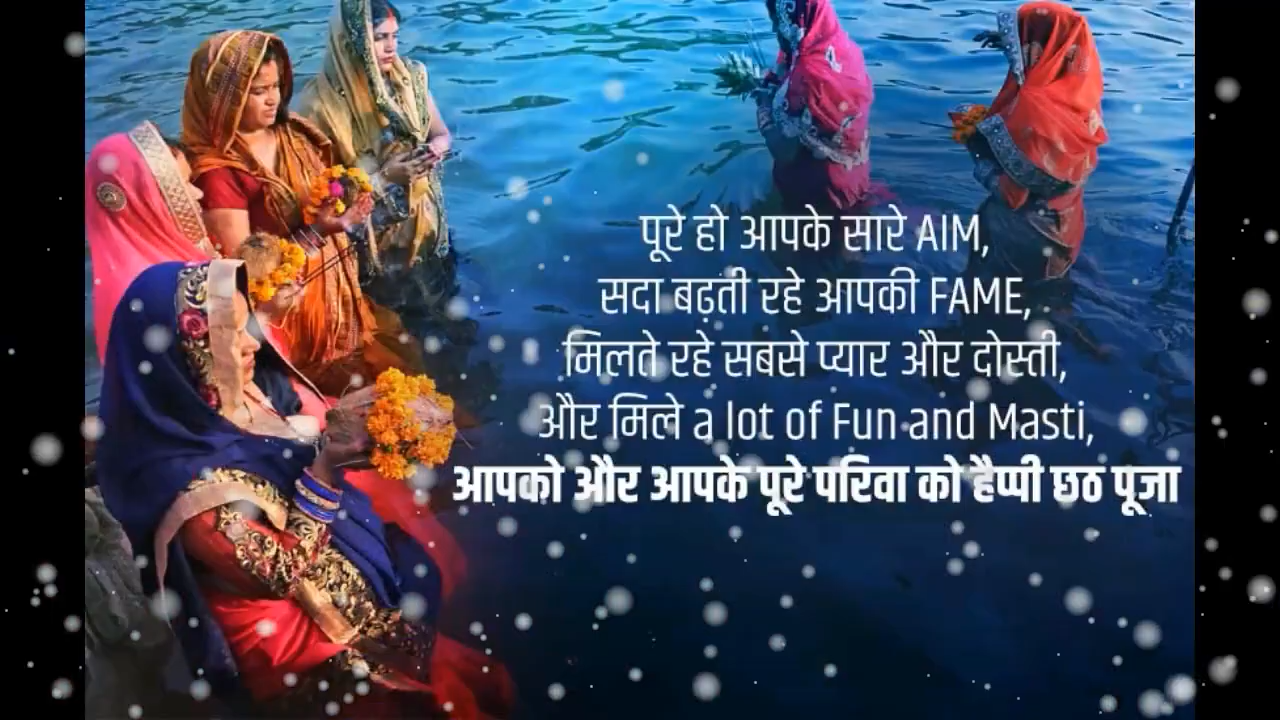 पूरे हो आपके सारे AIM,
सदा बढ़ती रहे आपकी FAME,
मिलते रहे सबसे प्यार और दोस्ती,
और मिले a lot of Fun and Masti,
आपको और आपके पूरे परिवा को हैप्पी छठ पूजा